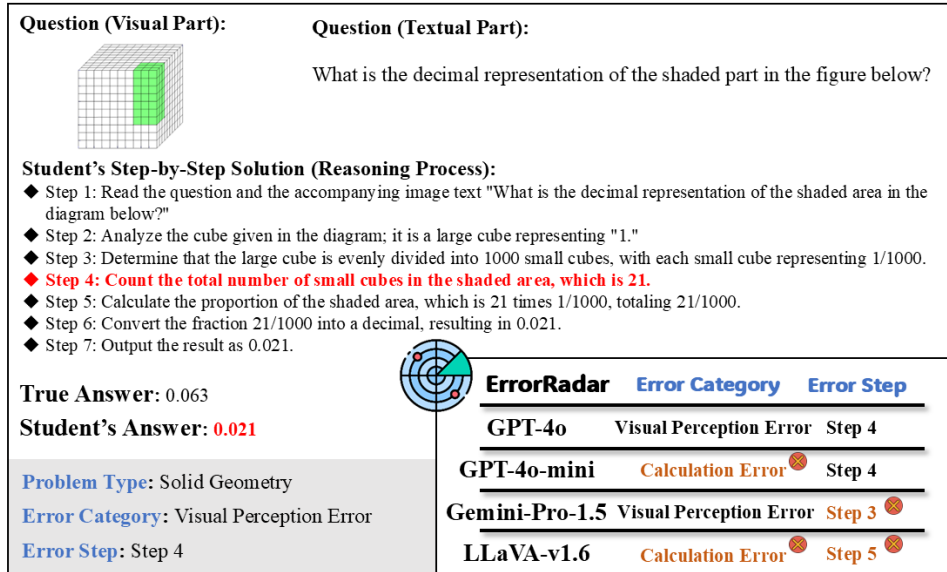 Question (Visual Part):
Question (Textual Part):
What is the decimal representation of the shaded part in the figure below?
Student's Step-by-Step Solution (Reasoning Process):
◆ Step 1: Read the question and the accompanying image text "What is the decimal representation of the shaded area in the
diagram below?"
◆ Step 2: Analyze the cube given in the diagram; it is a large cube representing "1."
◆ Step 3: Determine that the large cube is evenly divided into 1000 small cubes, with each small cube representing 1/1000.
◆ Step 4: Count the total number of small cubes in the shaded area, which is 21.
◆ Step 5: Calculate the proportion of the shaded area, which is 21 times 1/1000, totaling 21/1000.
◆ Step 6: Convert the fraction 21/1000 into a decimal, resulting in 0.021.
◆ Step 7: Output the result as 0.021.
True Answer: 0.063
Student's Answer: 0.021
Problem Type: Solid Geometry
Error Category: Visual Perception Error
Error Step: Step 4
ErrorRadar Error Category Error Step
GPT-4o Visual Perception Error Step 4
GPT-4o-mini Calculation Error Step 4
Gemini-Pro-1.5 Visual Perception Error Step 3
LLaVA-v1.6 Calculation Error Step 5